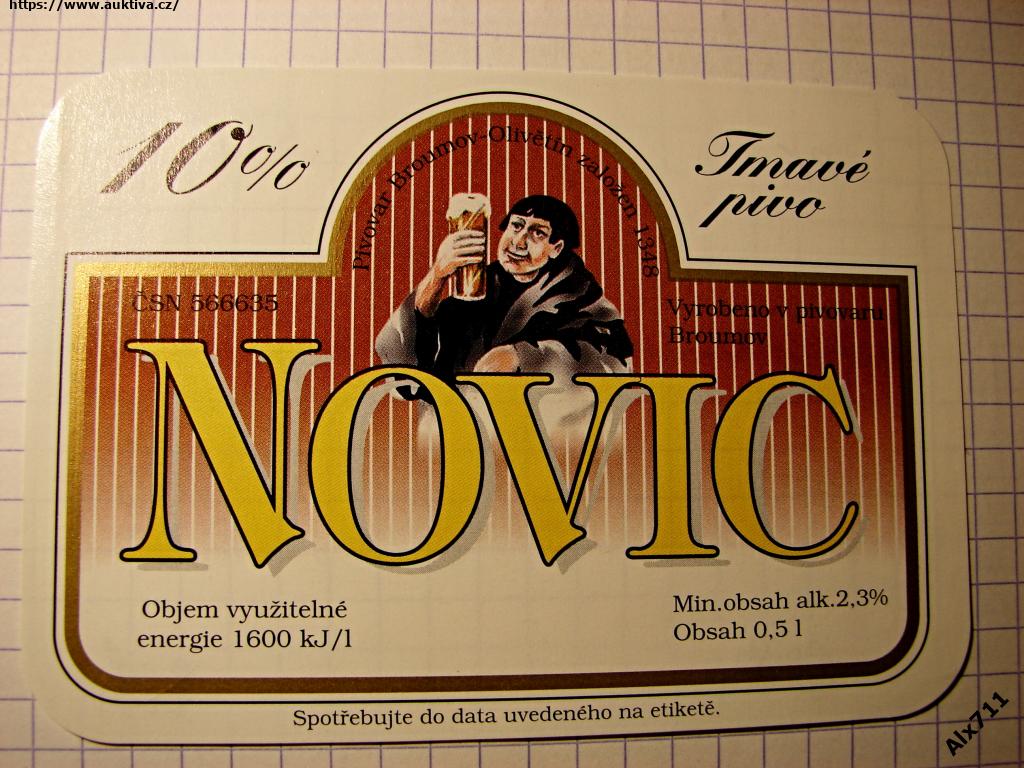 https://www.auktiva.cz/
10%
Tmavé
pivo
Pivovar Broumov-Olivětín založen 1348
ČSN 566635
Vyrobeno v pivovaru
Broumov
NOVIC
Objem využitelné
energie 1600 kJ/l
Min.obsah alk.2,3%
Obsah 0,5 l
Spotřebujte do data uvedeného na etiketě.
Alx711